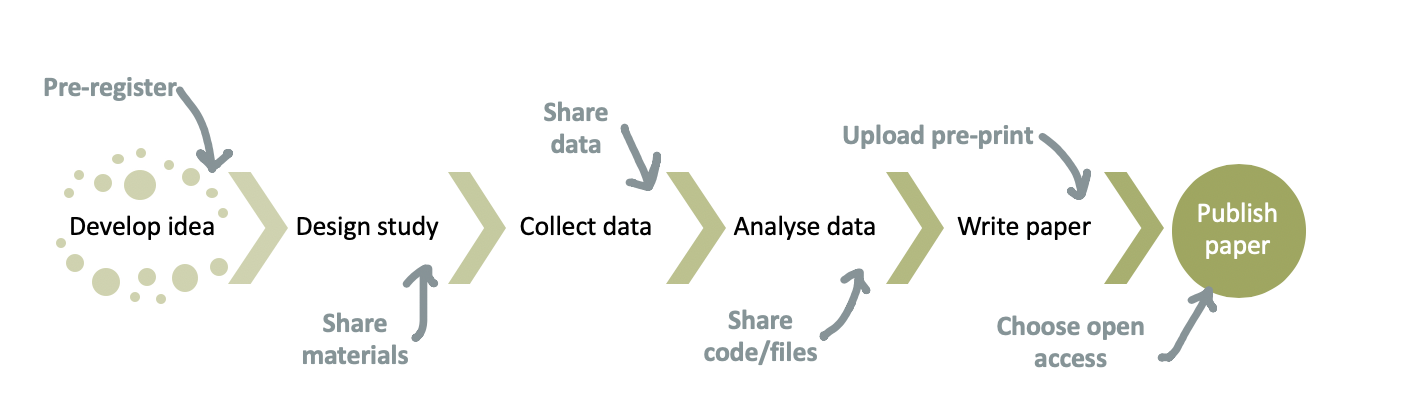 Pre-register
Share
data
Upload pre-print
Develop idea
Design study
Collect data
Analyse data
Write paper
Publish
paper
Share
materials
Share
code/files
Choose open
access